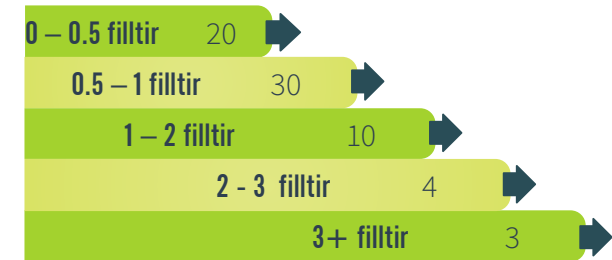 0 – 0.5 filltir 20
0.5 – 1 filltir 30
1 – 2 filltir 10
2 - 3 filltir 4
3+ filltir 3